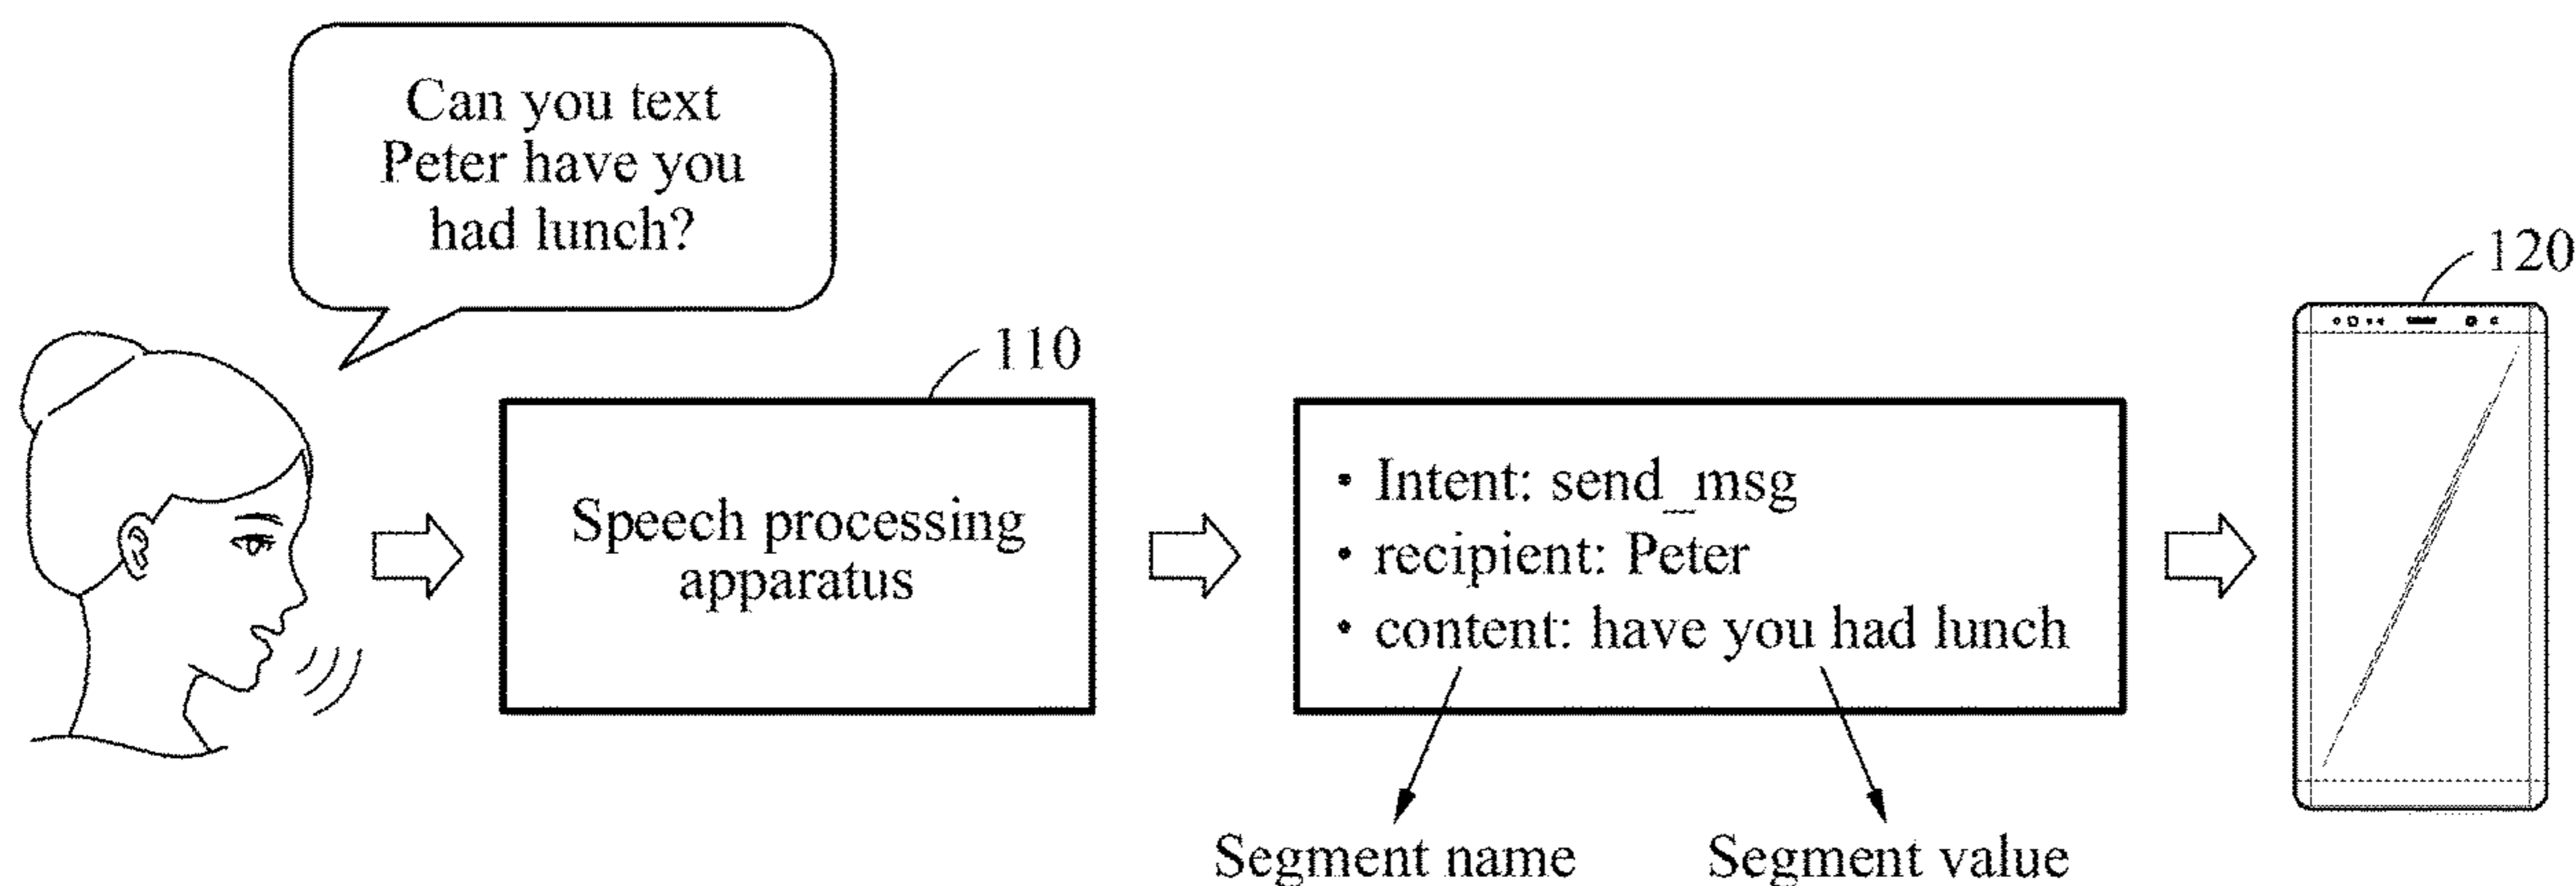 Can you text
Peter have you
had lunch?
110
120
Speech processing
apparatus
• Intent: send_msg
• recipient: Peter
• content: have you had lunch
Segment name
Segment value